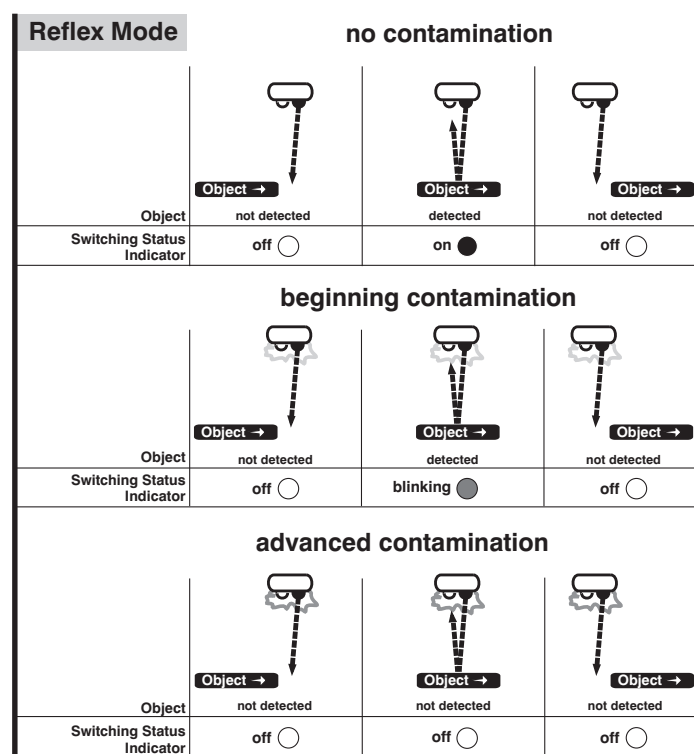 Reflex Mode
no contamination
Object → Object → Object →
Object not detected detected not detected
Switching Status
Indicator
off on off
beginning contamination
Object → Object → Object →
Object not detected detected not detected
Switching Status
Indicator
off blinking off
advanced contamination
Object → Object → Object →
Object not detected not detected not detected
Switching Status
Indicator
off off off